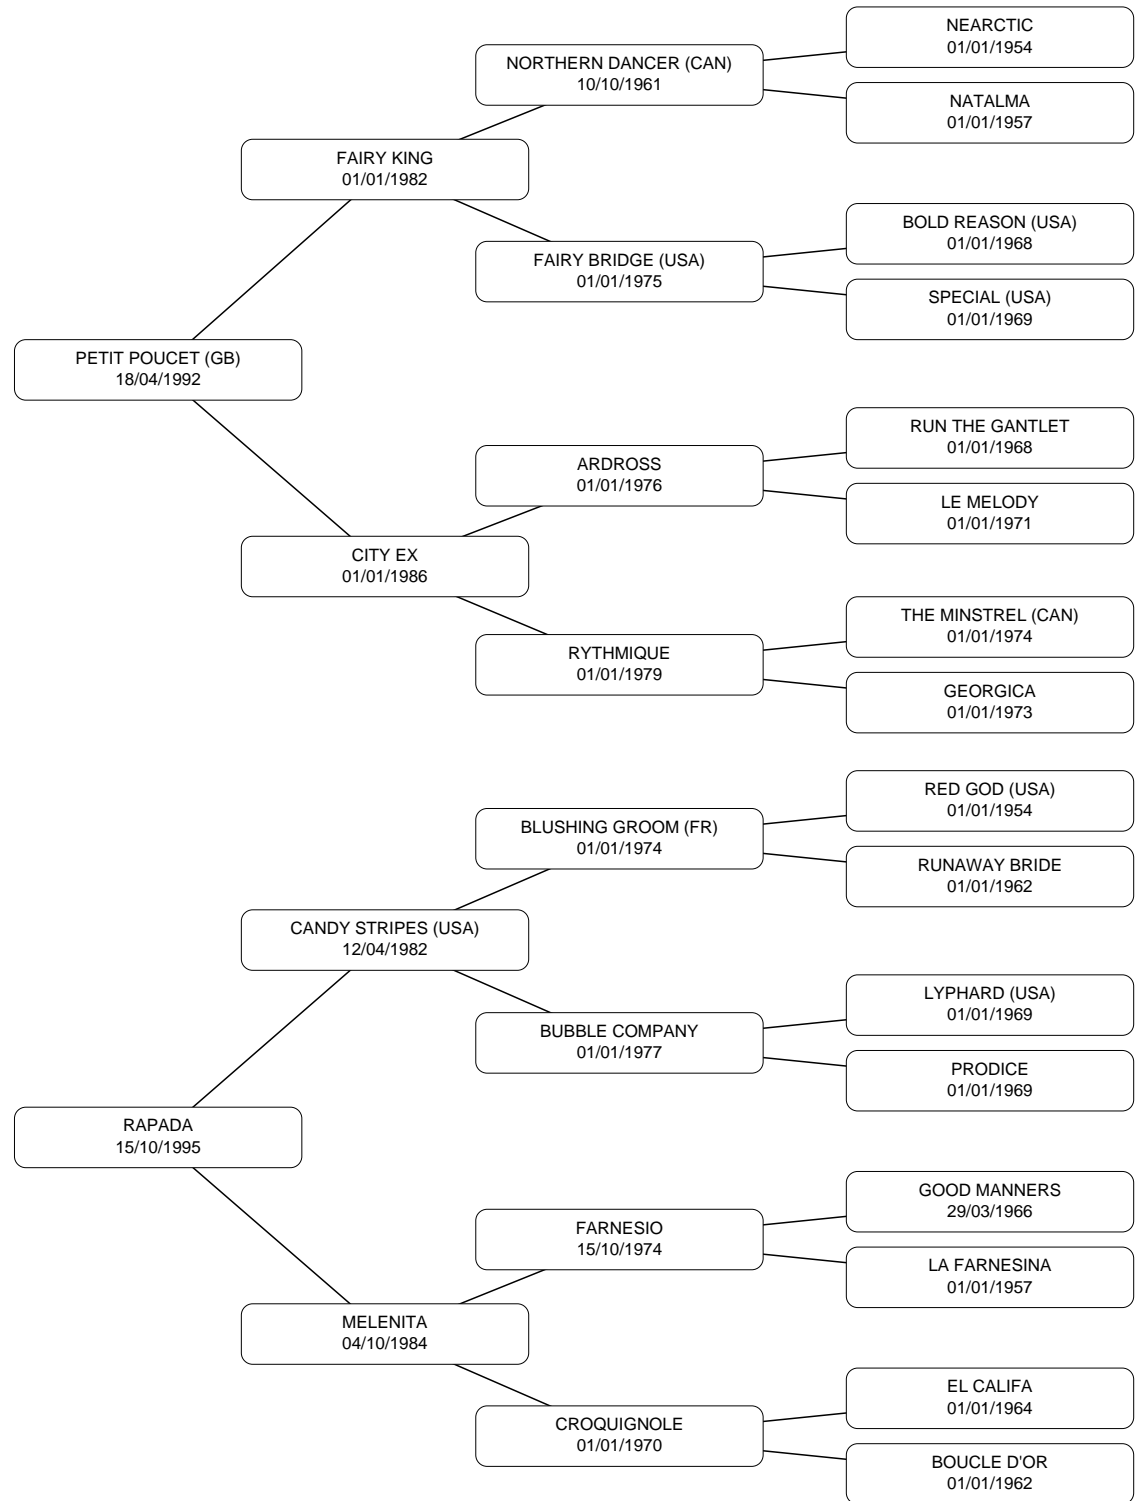 NEARCTIC
01/01/1954
NORTHERN DANCER (CAN)
10/10/1961
NATALMA
01/01/1957
FAIRY KING
01/01/1982
BOLD REASON (USA)
01/01/1968
FAIRY BRIDGE (USA)
01/01/1975
SPECIAL (USA)
01/01/1969
PETIT POUCET (GB)
18/04/1992
RUN THE GANTLET
01/01/1968
ARDROSS
01/01/1976
LE MELODY
01/01/1971
CITY EX
01/01/1986
THE MINSTREL (CAN)
01/01/1974
RYTHMIQUE
01/01/1979
GEORGICA
01/01/1973
RED GOD (USA)
01/01/1954
BLUSHING GROOM (FR)
01/01/1974
RUNAWAY BRIDE
01/01/1962
CANDY STRIPES (USA)
12/04/1982
LYPHARD (USA)
01/01/1969
BUBBLE COMPANY
01/01/1977
PRODICE
01/01/1969
RAPADA
15/10/1995
GOOD MANNERS
29/03/1966
FARNESIO
15/10/1974
LA FARNESINA
01/01/1957
MELENITA
04/10/1984
EL CALIFA
01/01/1964
CROQUIGNOLE
01/01/1970
BOUCLE D'OR
01/01/1962